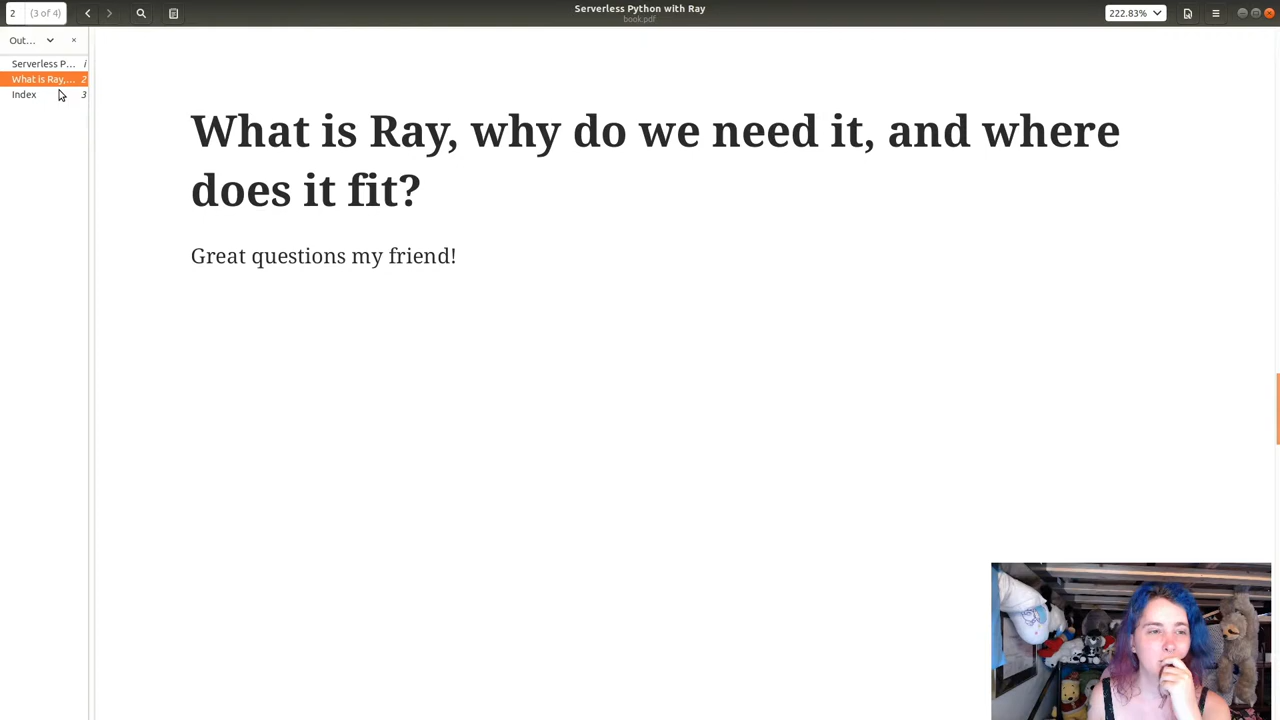 2 (3 of 4)
Serverless Python with Ray
book.pdf
222.83%
Out...
Serverless P... i
What is Ray,... 2
Index 3
What is Ray, why do we need it, and where
does it fit?
Great questions my friend!